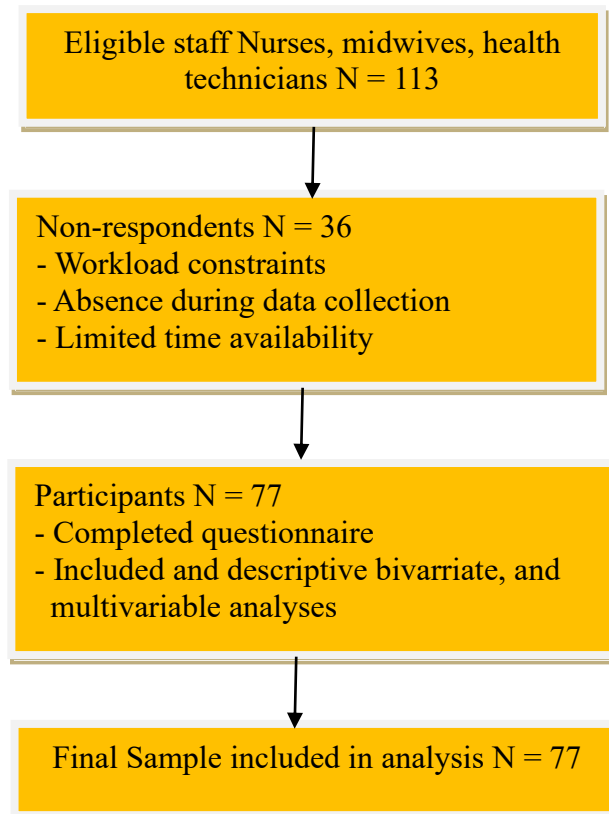 Eligible staff Nurses, midwives, health
technicians N = 113
Non-respondents N = 36
- Workload constraints
- Absence during data collection
- Limited time availability
Participants N = 77
- Completed questionnaire
- Included and descriptive bivarriate, and
multivariable analyses
Final Sample included in analysis N = 77